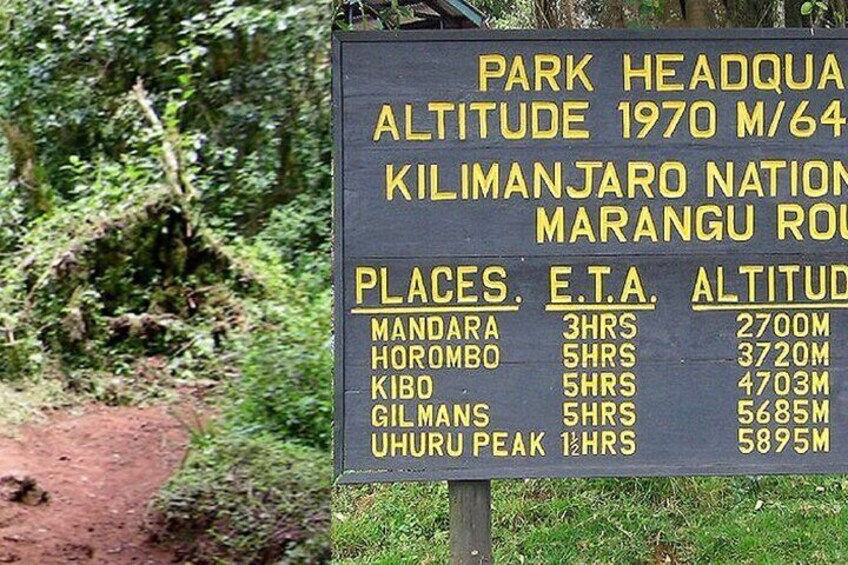 PARK HEADQUA
ALTITUDE 1970 M/64
KILIMANJARO NATION
MARANGU ROU
PLACES. E.T.A. ALTITUD
MANDARA 3HRS 2700M
HOROMBO 5HRS 3720M
KIBO 5HRS 4703M
GILMANS 5HRS 5685M
UHURU PEAK 1½HRS 5895M